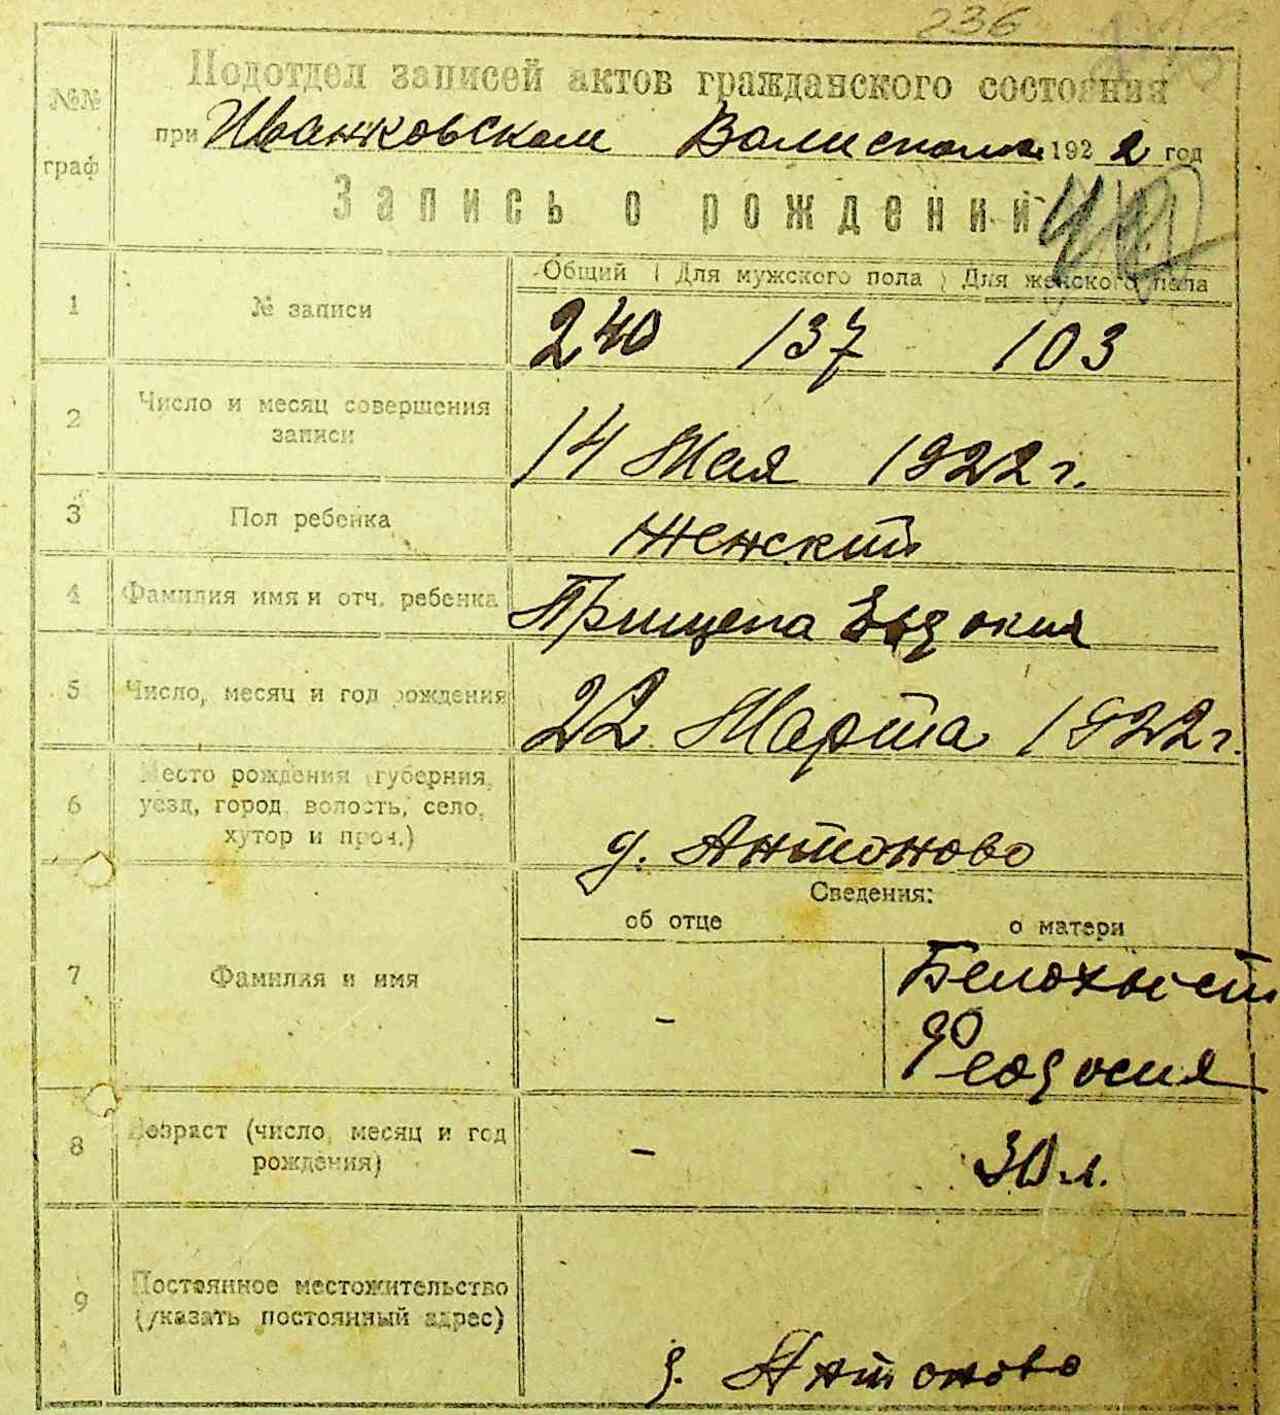 236
Подотдел записей актов гражданского состояния
№№ граф
при Иванковском Волисполк. 1922 год
Запись о рождении
Общий Для мужского пола Для женского пола
1 № записи 240 137 103
2 Число и месяц совершения записи 14 Мая 1922 г.
3 Пол ребенка Женский
4 Фамилия имя и отч. ребенка Прищепа Евдокия
5 Число, месяц и год рождения 22 Марта 1922 г.
6 Место рождения (губерния,
уезд, город, волость, село,
хутор и проч.) д. Антоново
Сведения:
об отце о матери
7 Фамилия и имя - Белохвист
Феодосия
8 Возраст (число, месяц и год
рождения) - 30 л.
9 Постоянное местожительство
(указать постоянный адрес)
д. Антоново